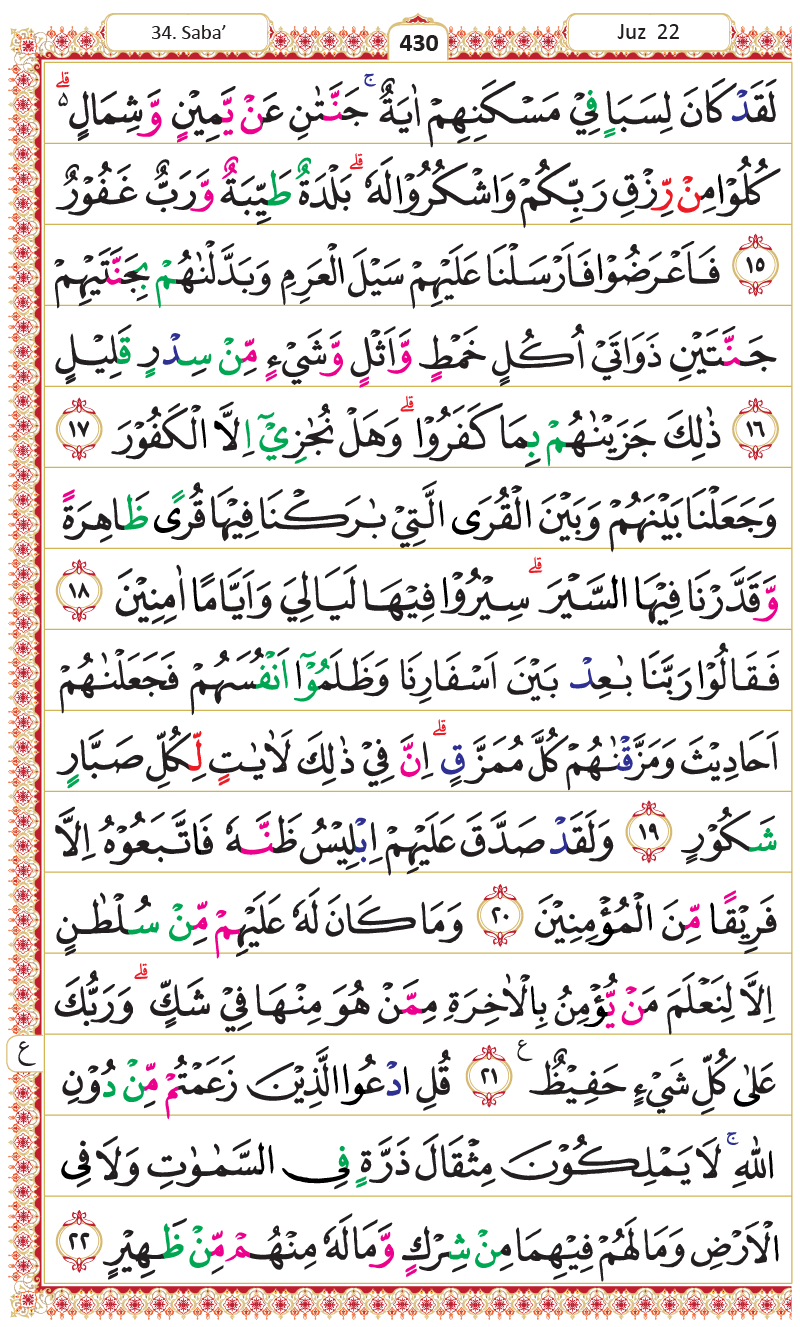 34. Saba’
430
Juz 22
لَقَدْ كَانَ لِسَبَاٍ فِيْ مَسْكَنِهِمْ اٰيَةٌ ۚ جَنَّتٰنِ عَنْ يَّمِيْنٍ وَّشِمَالٍ ۗ ەۗ
كُلُوْا مِنْ رِّزْقِ رَبِّكُمْ وَاشْكُرُوْا لَهٗ ۗ بَلْدَةٌ طَيِّبَةٌ وَّرَبٌّ غَفُوْرٌ
١٥ فَاَعْرَضُوْا فَاَرْسَلْنَا عَلَيْهِمْ سَيْلَ الْعَرِمِ وَبَدَّلْنٰهُمْ بِجَنَّتَيْهِمْ
جَنَّتَيْنِ ذَوَاتَيْ اُكُلٍ خَمْطٍ وَّاَثْلٍ وَّشَيْءٍ مِّنْ سِدْرٍ قَلِيْلٍ
١٦ ذٰلِكَ جَزَيْنٰهُمْ بِمَا كَفَرُوْا ۗ وَهَلْ نُجٰزِيْٓ اِلَّا الْكَفُوْرَ ١٧
وَجَعَلْنَا بَيْنَهُمْ وَبَيْنَ الْقُرَى الَّتِيْ بٰرَكْنَا فِيْهَا قُرًى ظَاهِرَةً
وَّقَدَّرْنَا فِيْهَا السَّيْرَ ۗ سِيْرُوْا فِيْهَا لَيَالِيَ وَاَيَّامًا اٰمِنِيْنَ ١٨
فَقَالُوْا رَبَّنَا بٰعِدْ بَيْنَ اَسْفَارِنَا وَظَلَمُوْٓا اَنْفُسَهُمْ فَجَعَلْنٰهُمْ
اَحَادِيْثَ وَمَزَّقْنٰهُمْ كُلَّ مُمَزَّقٍ ۗ اِنَّ فِيْ ذٰلِكَ لَاٰيٰتٍ لِّكُلِّ صَبَّارٍ
شَكُوْرٍ ١٩ وَلَقَدْ صَدَّقَ عَلَيْهِمْ اِبْلِيْسُ ظَنَّهٗ فَاتَّبَعُوْهُ اِلَّا
فَرِيْقًا مِّنَ الْمُؤْمِنِيْنَ ٢٠ وَمَا كَانَ لَهٗ عَلَيْهِمْ مِّنْ سُلْطٰنٍ
اِلَّا لِنَعْلَمَ مَنْ يُّؤْمِنُ بِالْاٰخِرَةِ مِمَّنْ هُوَ مِنْهَا فِيْ شَكٍّ ۗ وَرَبُّكَ
عَلٰى كُلِّ شَيْءٍ حَفِيْظٌ ࣖ ٢١ قُلِ ادْعُوا الَّذِيْنَ زَعَمْتُمْ مِّنْ دُوْنِ
ع
اللّٰهِ ۚ لَا يَمْلِكُوْنَ مِثْقَالَ ذَرَّةٍ فِى السَّمٰوٰتِ وَلَا فِى
الْاَرْضِ وَمَا لَهُمْ فِيْهِمَا مِنْ شِرْكٍ وَّمَا لَهٗ مِنْهُمْ مِّنْ ظَهِيْرٍ ٢٢